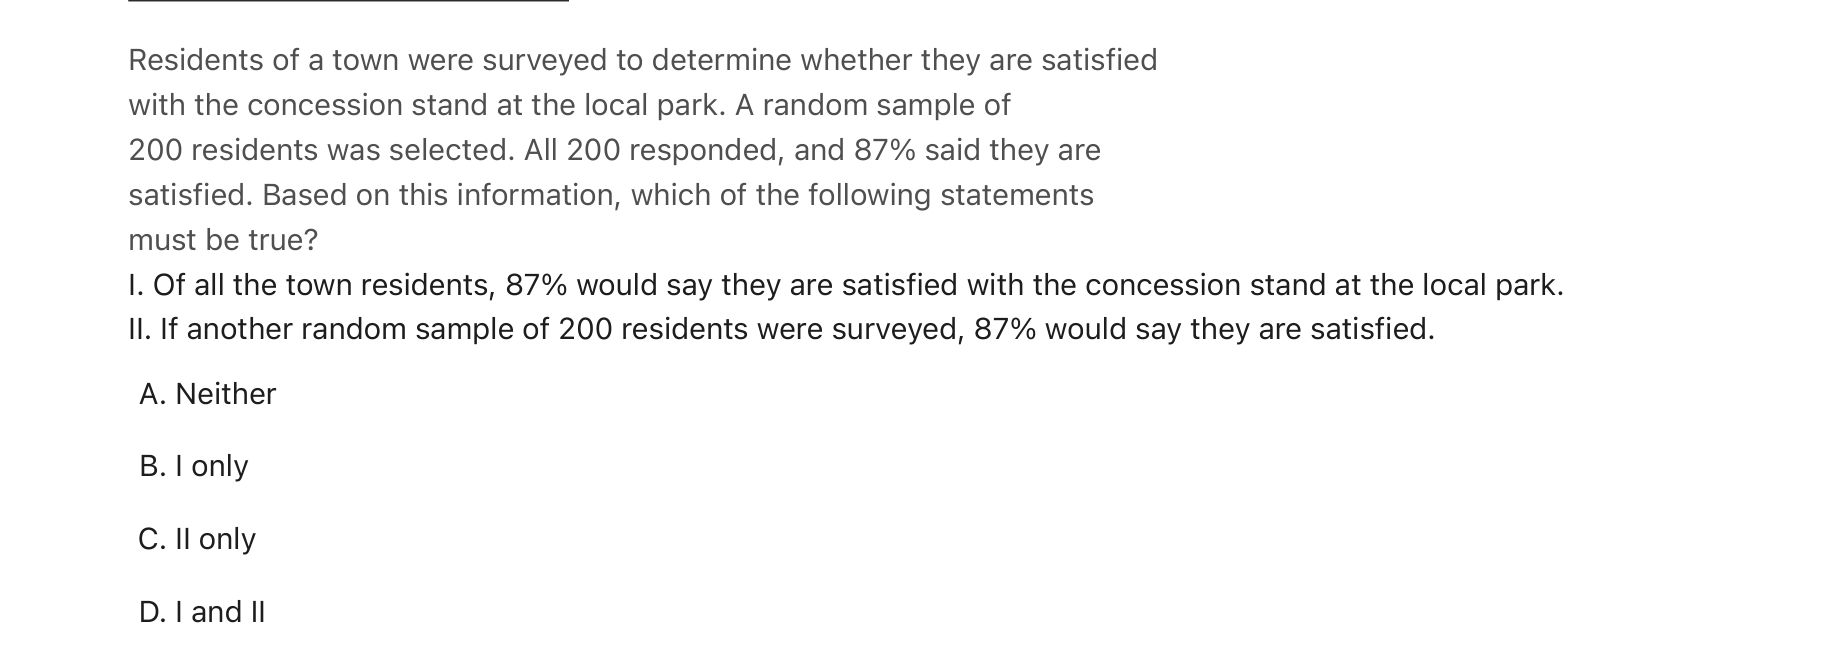 Residents of a town were surveyed to determine whether they are satisfied
with the concession stand at the local park. A random sample of
200 residents was selected. All 200 responded, and 87% said they are
satisfied. Based on this information, which of the following statements
must be true?
I. Of all the town residents, 87% would say they are satisfied with the concession stand at the local park.
II. If another random sample of 200 residents were surveyed, 87% would say they are satisfied.
A. Neither
B. I only
C. II only
D. I and II